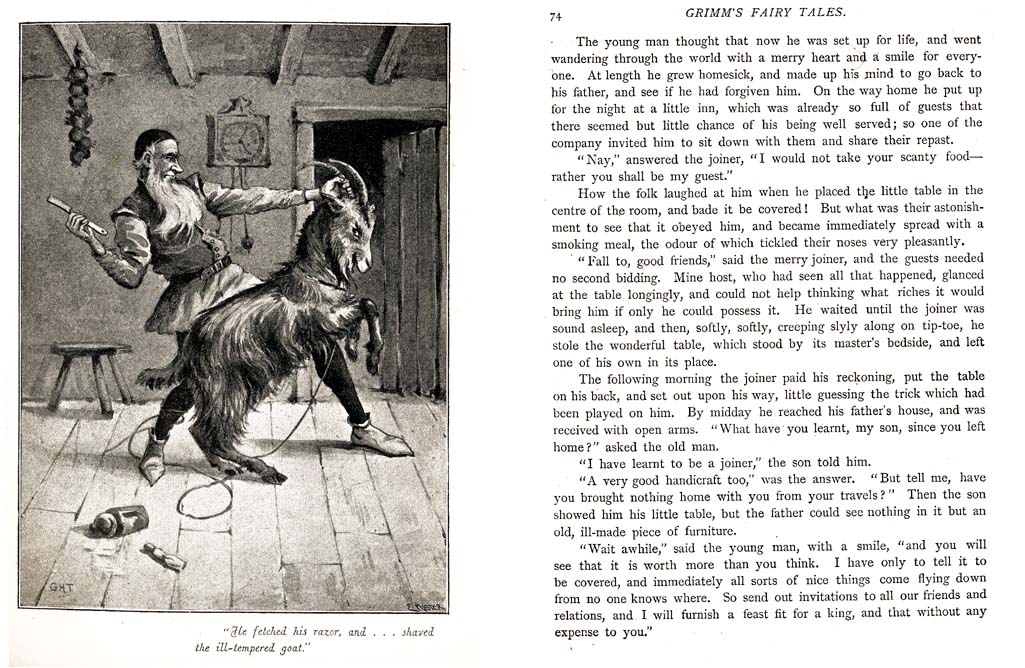 GHT
"He fetched his razor, and . . . shaved
the ill-tempered goat."
74
GRIMM'S FAIRY TALES.
The young man thought that now he was set up for life, and went
wandering through the world with a merry heart and a smile for every-
one. At length he grew homesick, and made up his mind to go back to
his father, and see if he had forgiven him. On the way home he put up
for the night at a little inn, which was already so full of guests that
there seemed but little chance of his being well served; so one of the
company invited him to sit down with them and share their repast.
"Nay," answered the joiner, "I would not take your scanty food—
rather you shall be my guest."
How the folk laughed at him when he placed the little table in the
centre of the room, and bade it be covered! But what was their astonish-
ment to see that it obeyed him, and became immediately spread with a
smoking meal, the odour of which tickled their noses very pleasantly.
"Fall to, good friends," said the merry joiner, and the guests needed
no second bidding. Mine host, who had seen all that happened, glanced
at the table longingly, and could not help thinking what riches it would
bring him if only he could possess it. He waited until the joiner was
sound asleep, and then, softly, softly, creeping slyly along on tip-toe, he
stole the wonderful table, which stood by its master's bedside, and left
one of his own in its place.
The following morning the joiner paid his reckoning, put the table
on his back, and set out upon his way, little guessing the trick which had
been played on him. By midday he reached his father's house, and was
received with open arms. "What have you learnt, my son, since you left
home?" asked the old man.
"I have learnt to be a joiner," the son told him.
"A very good handicraft too," was the answer. "But tell me, have
you brought nothing home with you from your travels?" Then the son
showed him his little table, but the father could see nothing in it but an
old, ill-made piece of furniture.
"Wait awhile," said the young man, with a smile, "and you will
see that it is worth more than you think. I have only to tell it to
be covered, and immediately all sorts of nice things come flying down
from no one knows where. So send out invitations to all our friends and
relations, and I will furnish a feast fit for a king, and that without any
expense to you."